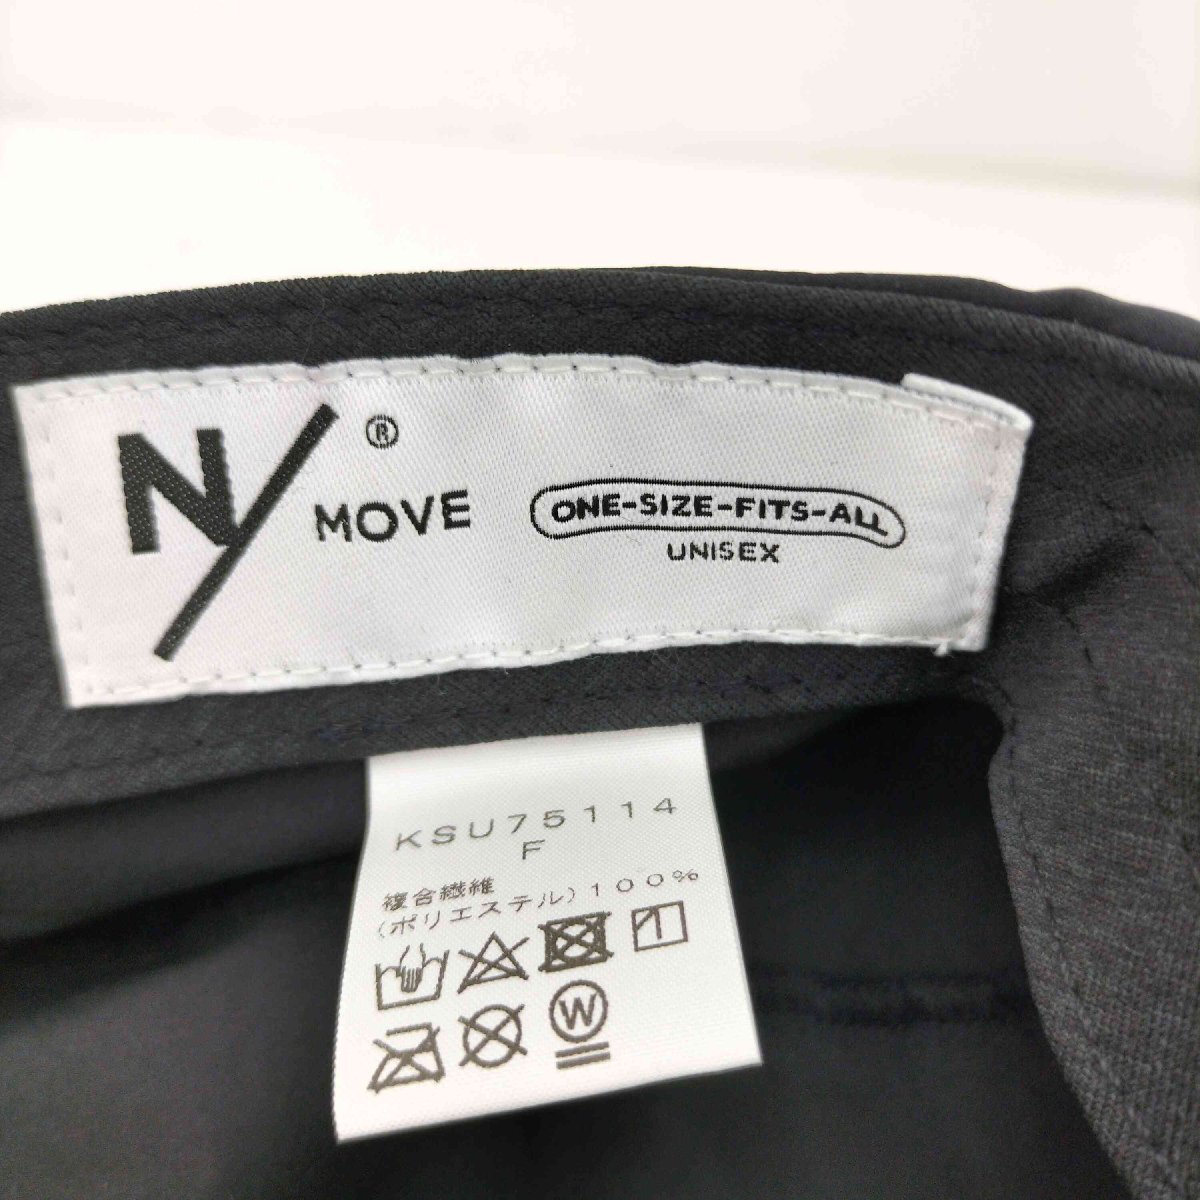 N/®
MOVE
ONE-SIZE-FITS-ALL
UNISEX
KSU75114
F
複合繊維
(ポリエステル)100%
W